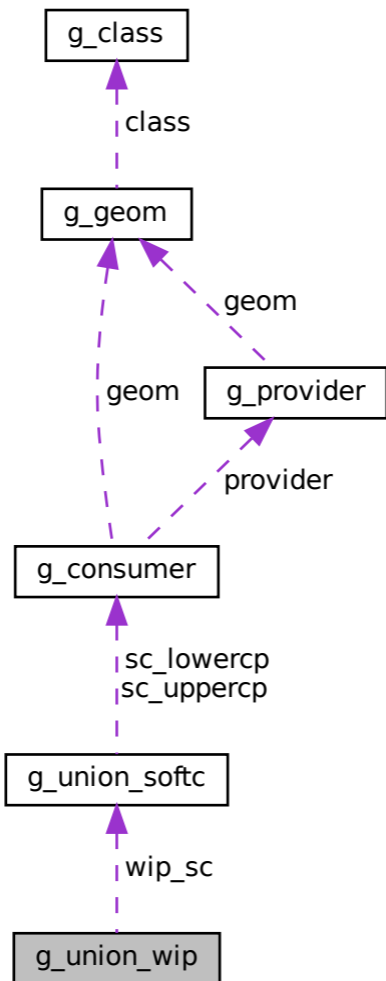 g_class
class
g_geom
geom
g_provider
geom
provider
g_consumer
sc_lowercp
sc_uppercp
g_union_softc
wip_sc
g_union_wip